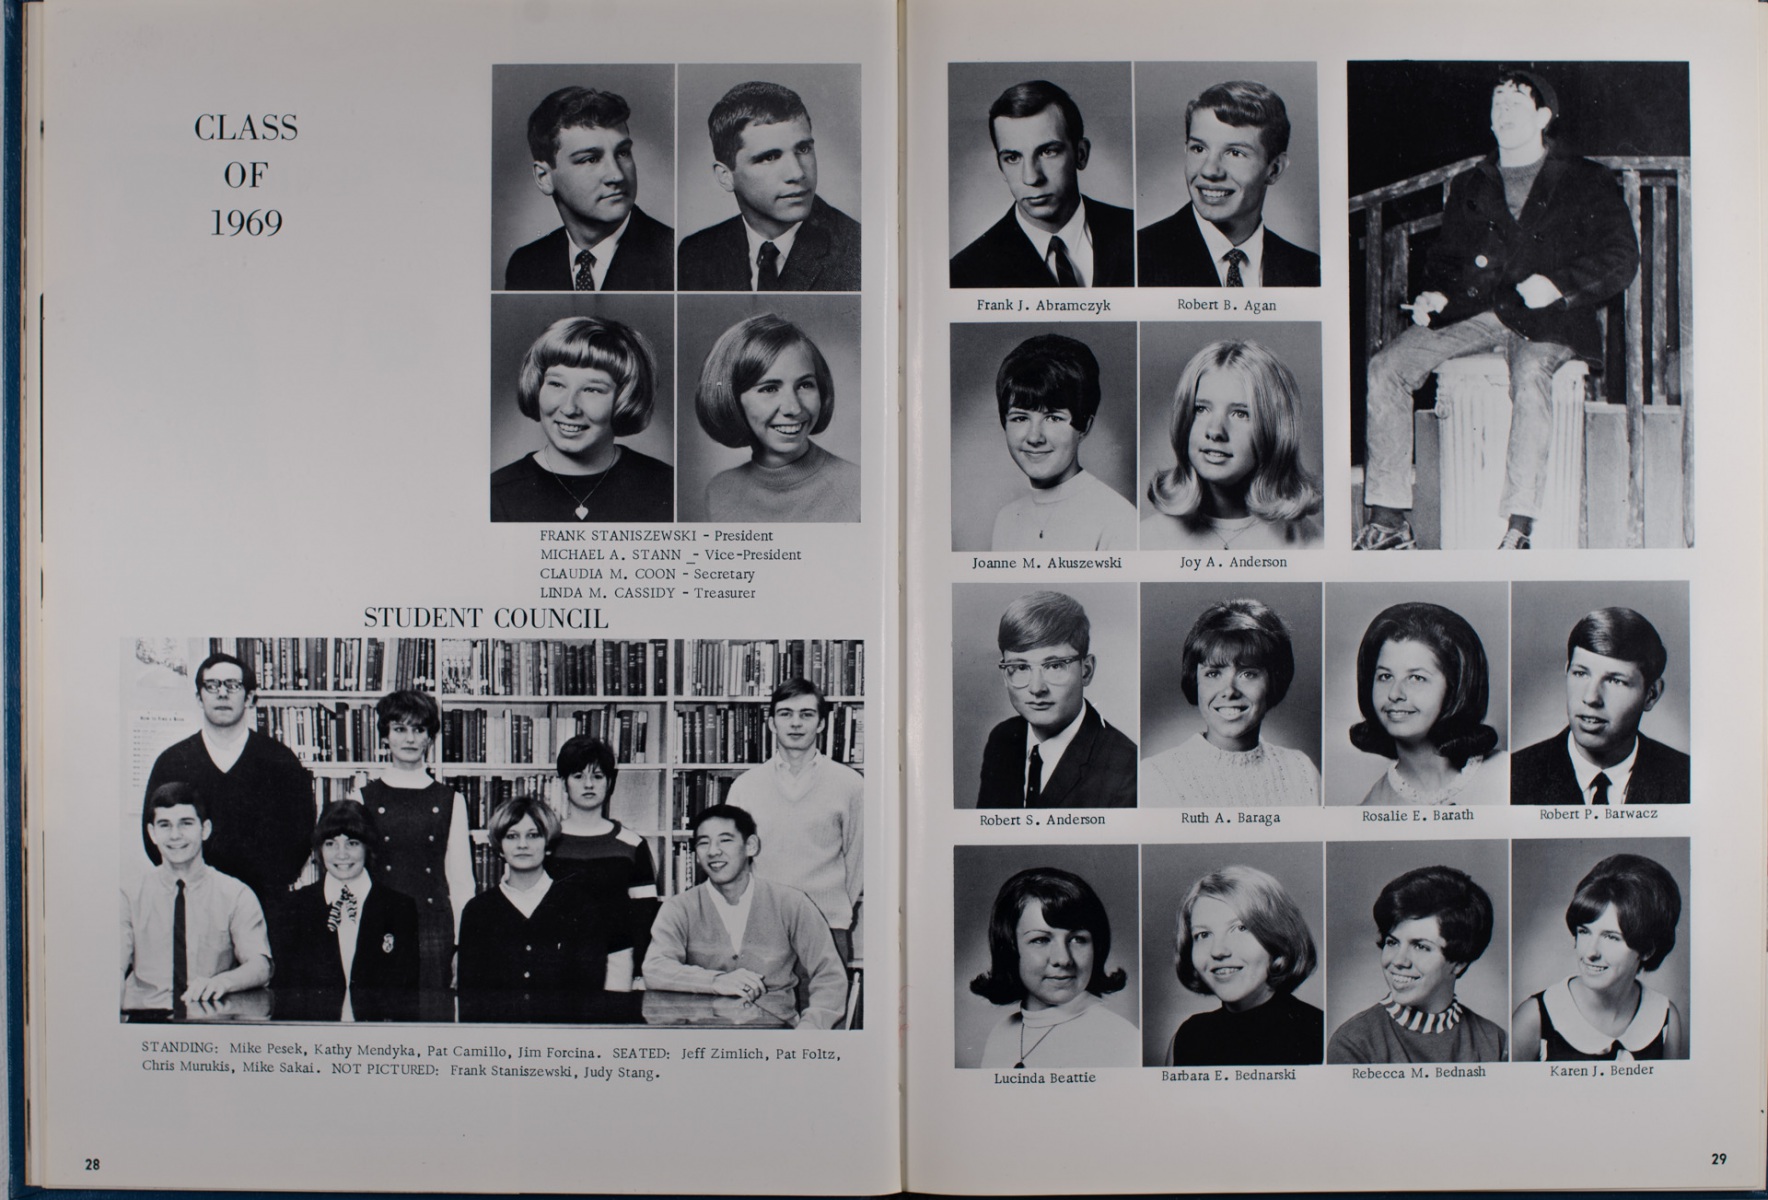 CLASS
OF
1969
FRANK STANISZEWSKI - President
MICHAEL A. STANN - Vice-President
CLAUDIA M. COON - Secretary
LINDA M. CASSIDY - Treasurer
STUDENT COUNCIL
STANDING: Mike Pesek, Kathy Mendyka, Pat Camillo, Jim Forcina. SEATED: Jeff Zimlich, Pat Foltz,
Chris Murukis, Mike Sakai. NOT PICTURED: Frank Staniszewski, Judy Stang.
28
Frank J. Abramczyk
Robert B. Agan
Joanne M. Akuszewski
Joy A. Anderson
Robert S. Anderson
Ruth A. Baraga
Rosalie E. Barath
Robert P. Barwacz
Lucinda Beattie
Barbara E. Bednarski
Rebecca M. Bednash
Karen J. Bender
29